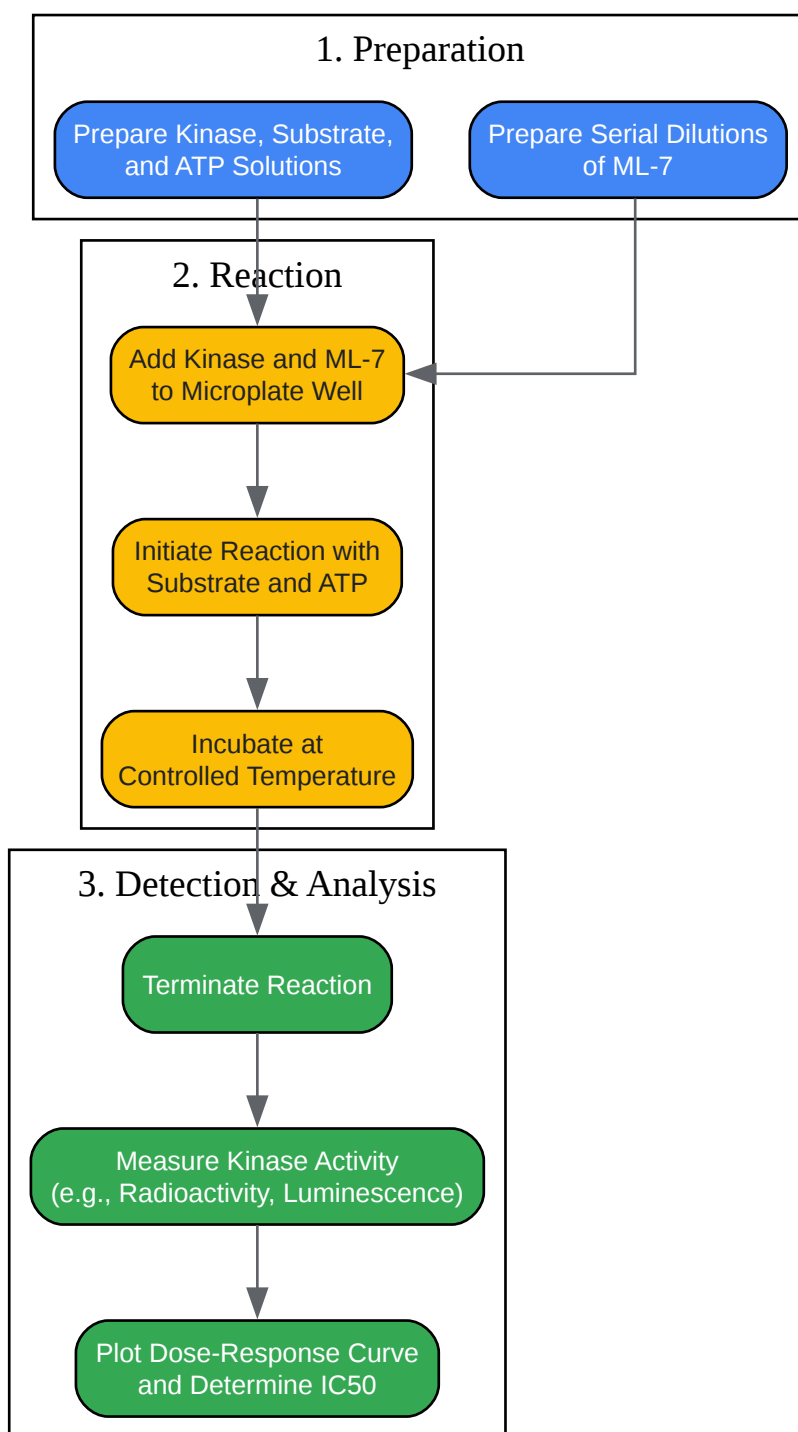 1. Preparation
Prepare Kinase, Substrate,
and ATP Solutions
Prepare Serial Dilutions
of ML-7
2. Reaction
Add Kinase and ML-7
to Microplate Well
Initiate Reaction with
Substrate and ATP
Incubate at
Controlled Temperature
3. Detection & Analysis
Terminate Reaction
Measure Kinase Activity
(e.g., Radioactivity, Luminescence)
Plot Dose-Response Curve
and Determine IC50